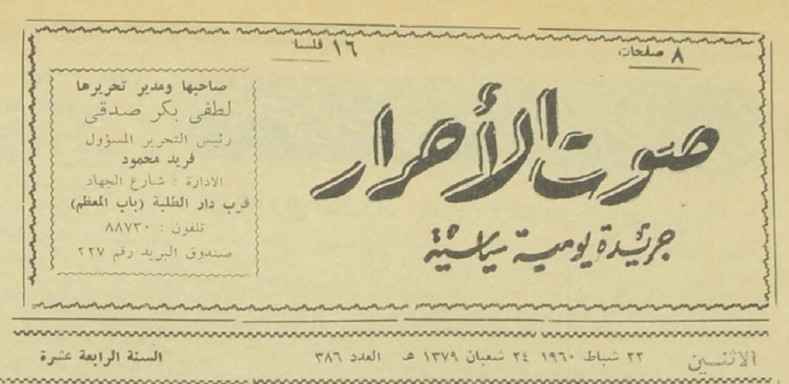 ٨ صفحات
١٦ فلسا
صوت الأحرار
جريدة يومية سياسية
صاحبها ومدير تحريرها
لطفي بكر صدقي
رئيس التحرير المسؤول
فريد محمود
الادارة : شارع الجهاد
قرب دار الطلبة (باب المعظم)
تلفون : ٨٨٧٣٠
صندوق البريد رقم ٢٢٧
الاثنين ٢٢ شباط ١٩٦٠ ٢٤ شعبان ١٣٧٩ هـ العدد ٣٨٦ السنة الرابعة عشرة